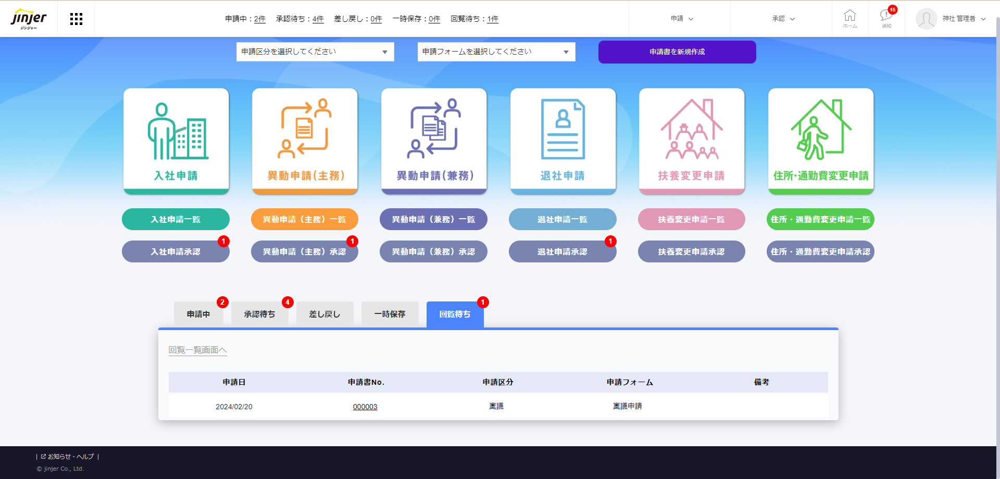 jinjer
ジンジャー
申請中：2件 承認待ち：4件 差し戻し：0件 一時保存：0件 回覧待ち：1件
申請
承認
ホーム
15
通知
神社 管理者
申請区分を選択してください
申請フォームを選択してください
申請書を新規作成
入社申請
異動申請(主務)
異動申請(兼務)
退社申請
扶養変更申請
住所･通勤費変更申請
入社申請一覧
異動申請（主務）一覧
異動申請（兼務）一覧
退社申請一覧
扶養変更申請一覧
住所・通勤費変更申請一覧
入社申請承認 1
異動申請（主務）承認 1
異動申請（兼務）承認
退社申請承認 1
扶養変更申請承認
住所・通勤費変更申請承認
申請中 2
承認待ち 4
差し戻し
一時保存
回覧待ち 1
回覧一覧画面へ
申請日 申請書No. 申請区分 申請フォーム 備考
2024/02/20 000003 稟議 稟議申請
| お知らせ・ヘルプ |
© jinjer Co., Ltd.